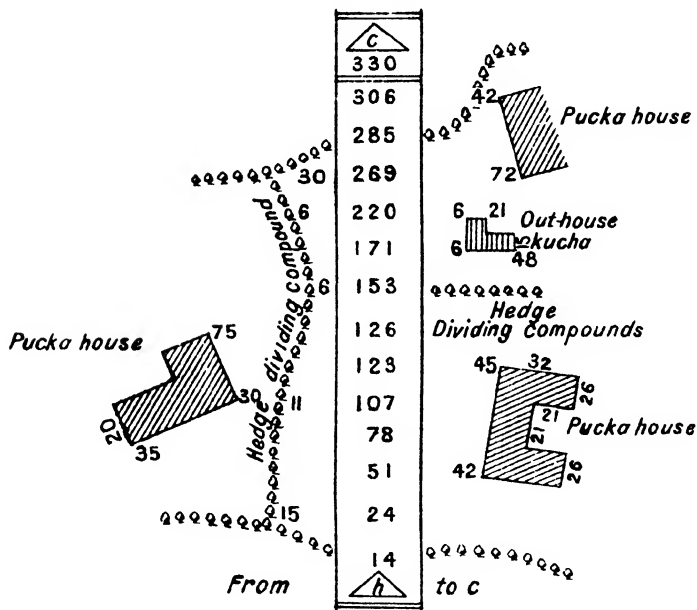 c
330
306
42
Pucka house
285
30
269
72
6
220
6 21
Out-house
171
6
kucha
48
Hedge dividing compound
6
153
Hedge
126
Dividing Compounds
Pucka house
75
123
45 32
26
30
11
107
21
20
78
21
Pucka house
35
51
42
26
15
24
14
From
h
to c